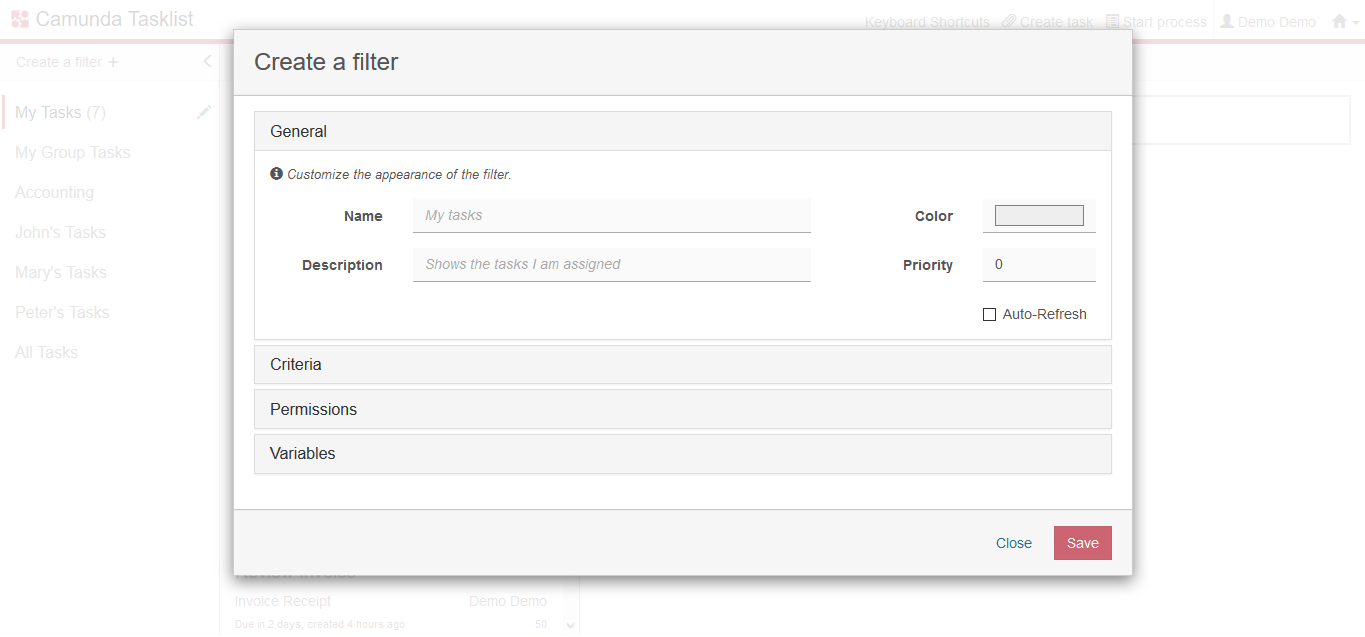 Camunda Tasklist
Keyboard Shortcuts Create task Start process Demo Demo
Create a filter +
My Tasks (7)
My Group Tasks
Accounting
John's Tasks
Mary's Tasks
Peter's Tasks
All Tasks
Create a filter
General
Customize the appearance of the filter.
Name My tasks Color
Description Shows the tasks I am assigned Priority 0
Auto-Refresh
Criteria
Permissions
Variables
Close Save
Review Invoice
Invoice Receipt Demo Demo
Due in 2 days, created 4 hours ago 50